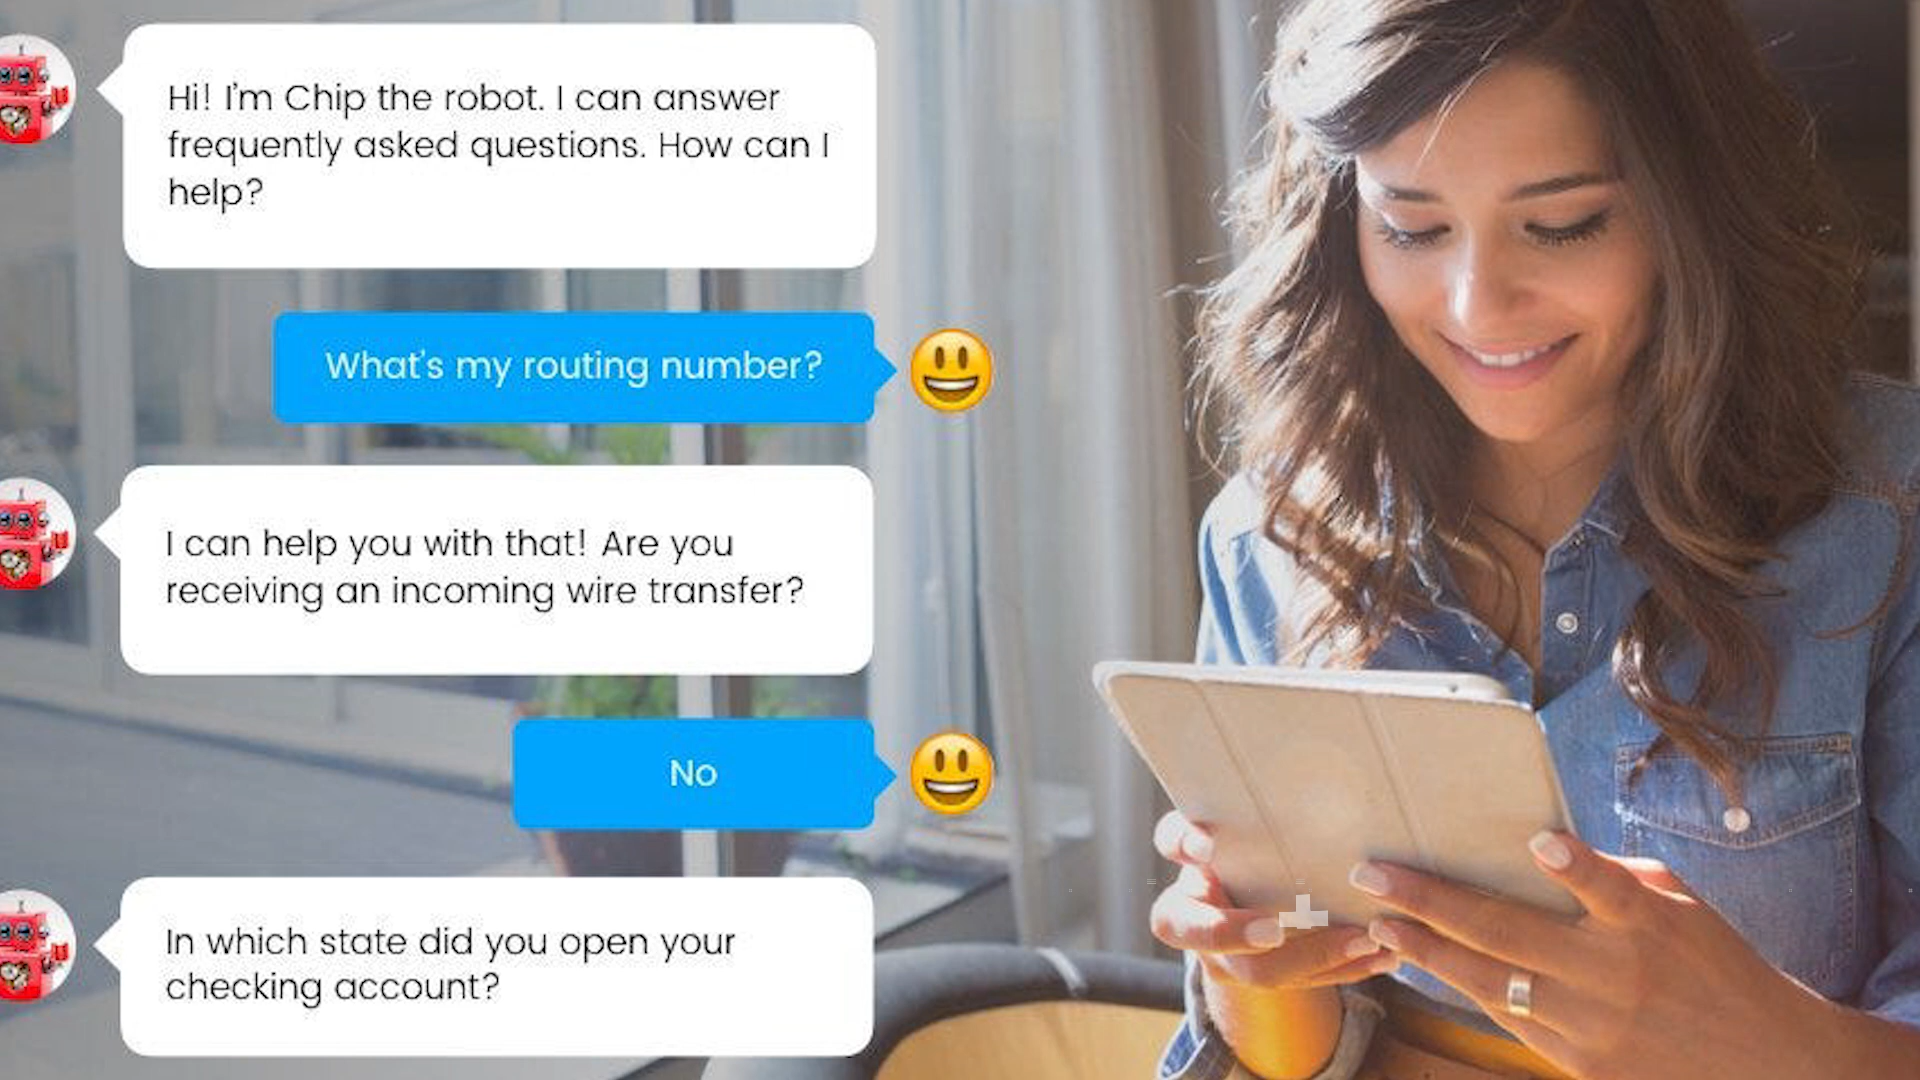 Hi! I'm Chip the robot. I can answer
frequently asked questions. How can I
help?
What's my routing number?
I can help you with that! Are you
receiving an incoming wire transfer?
No
In which state did you open your
checking account?